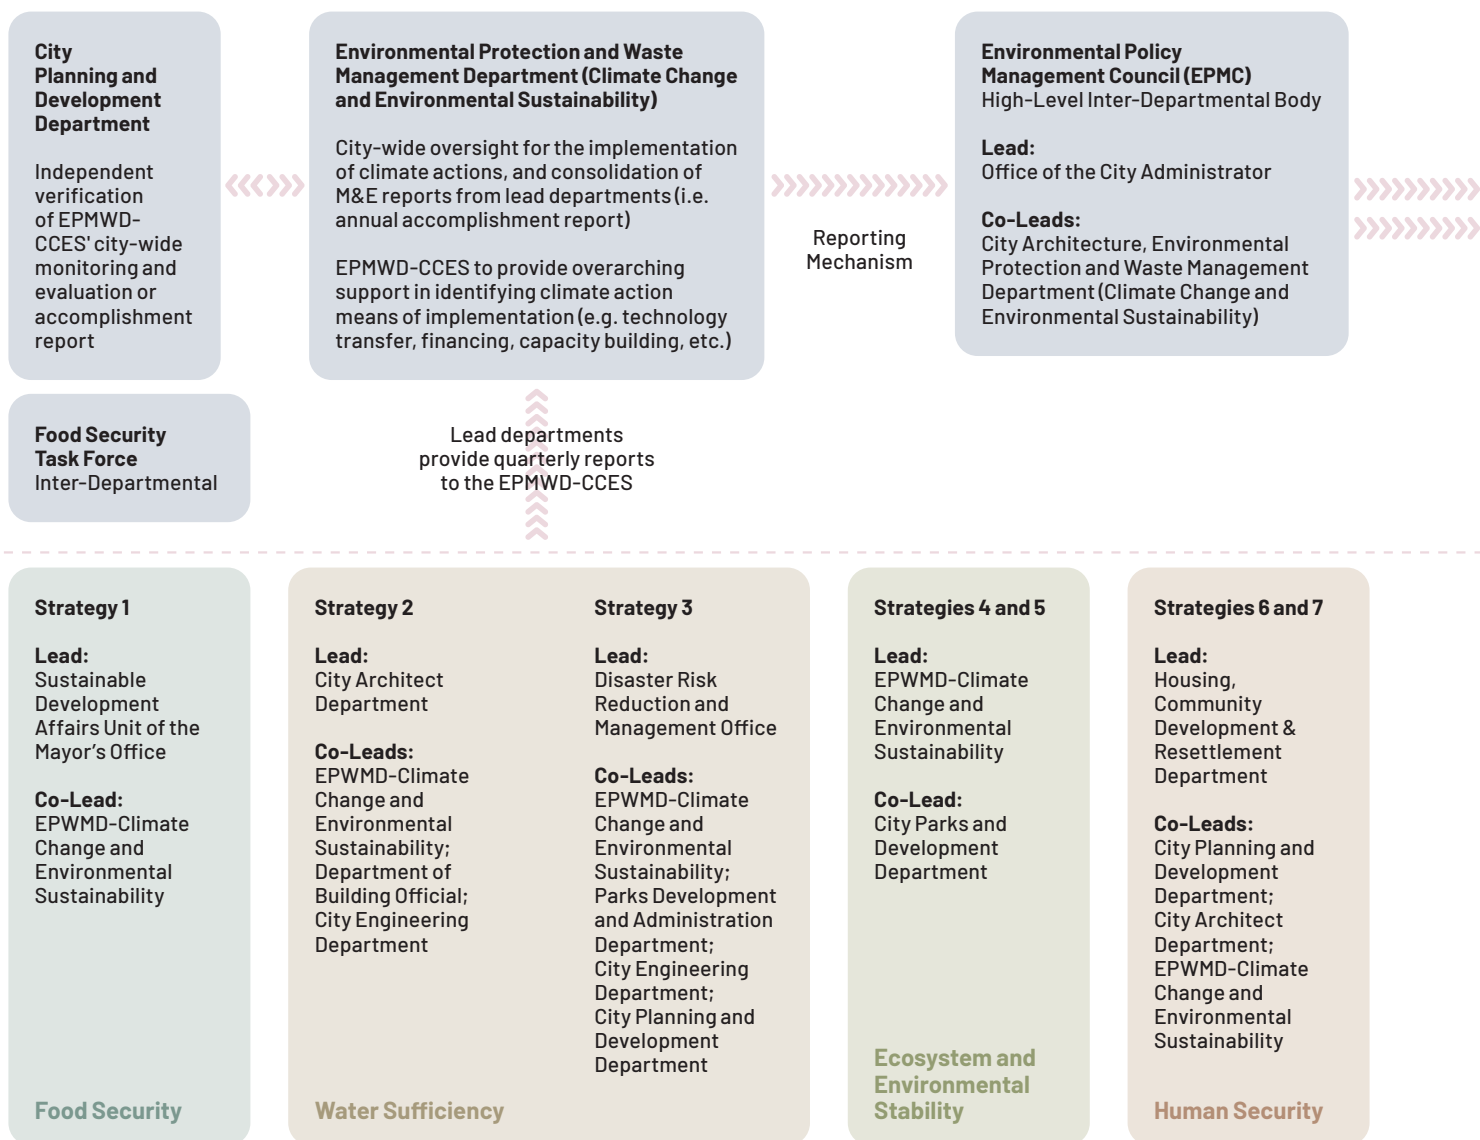 City
Planning and
Development
Department
Independent
verification
of EPMWD-
CCES' city-wide
monitoring and
evaluation or
accomplishment
report
Environmental Protection and Waste
Management Department (Climate Change
and Environmental Sustainability)
City-wide oversight for the implementation
of climate actions, and consolidation of
M&E reports from lead departments (i.e.
annual accomplishment report)
EPMWD-CCES to provide overarching
support in identifying climate action
means of implementation (e.g. technology
transfer, financing, capacity building, etc.)
Reporting
Mechanism
Environmental Policy
Management Council (EPMC)
High-Level Inter-Departmental Body
Lead:
Office of the City Administrator
Co-Leads:
City Architecture, Environmental
Protection and Waste Management
Department (Climate Change and
Environmental Sustainability)
Food Security
Task Force
Inter-Departmental
Lead departments
provide quarterly reports
to the EPMWD-CCES
Strategy 1
Lead:
Sustainable
Development
Affairs Unit of the
Mayor's Office
Co-Lead:
EPWMD-Climate
Change and
Environmental
Sustainability
Food Security
Strategy 2
Lead:
City Architect
Department
Co-Leads:
EPWMD-Climate
Change and
Environmental
Sustainability;
Department of
Building Official;
City Engineering
Department
Strategy 3
Lead:
Disaster Risk
Reduction and
Management Office
Co-Leads:
EPWMD-Climate
Change and
Environmental
Sustainability;
Parks Development
and Administration
Department;
City Engineering
Department;
City Planning and
Development
Department
Water Sufficiency
Strategies 4 and 5
Lead:
EPWMD-Climate
Change and
Environmental
Sustainability
Co-Lead:
City Parks and
Development
Department
Ecosystem and
Environmental
Stability
Strategies 6 and 7
Lead:
Housing,
Community
Development &
Resettlement
Department
Co-Leads:
City Planning and
Development
Department;
City Architect
Department;
EPWMD-Climate
Change and
Environmental
Sustainability
Human Security